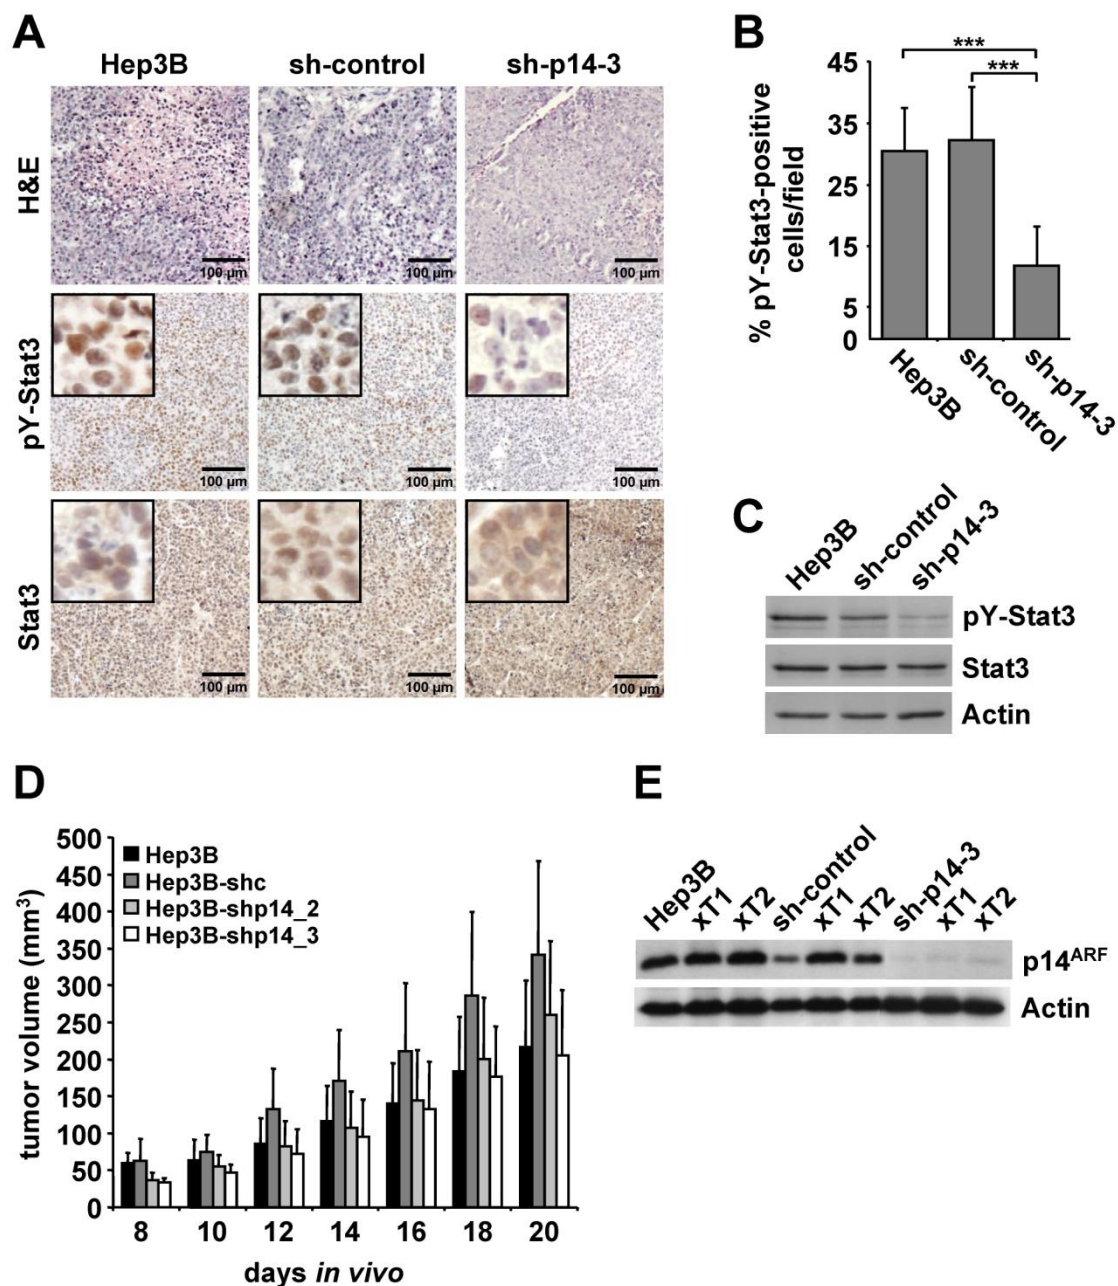 A
Hep3B sh-control sh-p14-3
H&E
100 µm 100 µm 100 µm
pY-Stat3
100 µm 100 µm 100 µm
Stat3
100 µm 100 µm 100 µm
B
***
***
% pY-Stat3-positive
cells/field
45
35
25
15
5
0
Hep3B sh-control sh-p14-3
C
Hep3B sh-control sh-p14-3
pY-Stat3
Stat3
Actin
D
tumor volume (mm³)
500
450
400
350
300
250
200
150
100
50
0
Hep3B
Hep3B-shc
Hep3B-shp14_2
Hep3B-shp14_3
8 10 12 14 16 18 20
days in vivo
E
Hep3B xT1 xT2 sh-control xT1 xT2 sh-p14-3 xT1 xT2
p14ᴬᴿᶠ
Actin